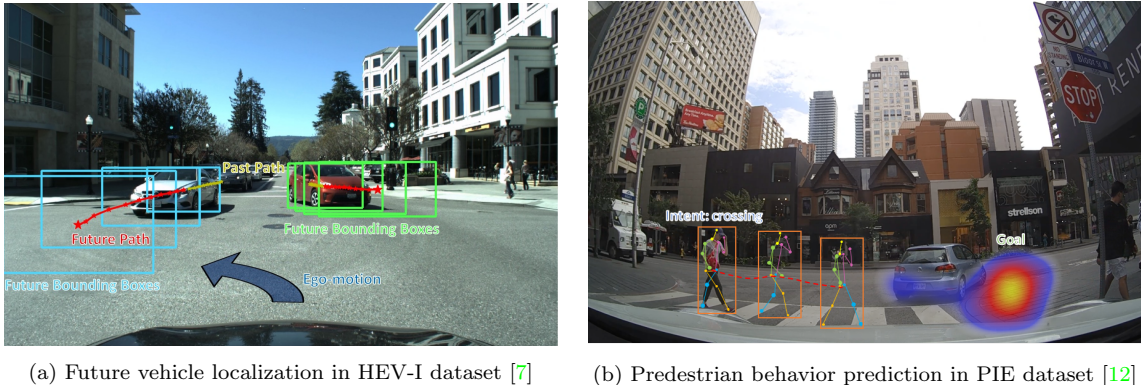 Past Path
Future Path
Future Bounding Boxes
Future Bounding Boxes
Ego-motion
Intent: crossing
Goal
strellson
STOP
P
(a) Future vehicle localization in HEV-I dataset [7]
(b) Predestrian behavior prediction in PIE dataset [12]